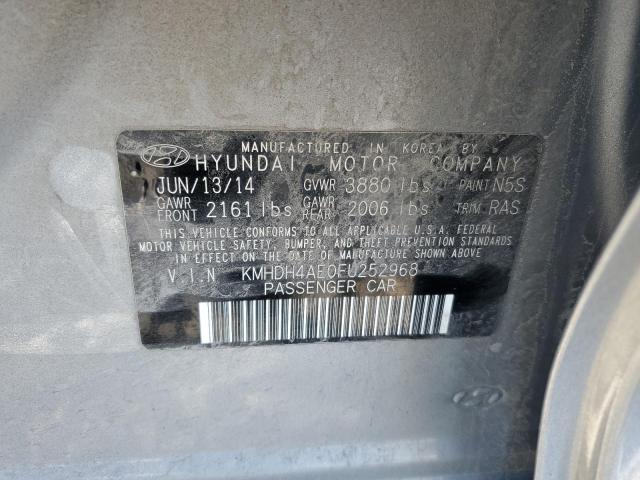 MANUFACTURED IN KOREA BY
HYUNDAI MOTOR COMPANY
JUN/13/14 GVWR 3880 lbs PAINT N5S
GAWR FRONT 2161 lbs GAWR REAR 2006 lbs TRIM RAS
THIS VEHICLE CONFORMS TO ALL APPLICABLE U.S.A. FEDERAL
MOTOR VEHICLE SAFETY, BUMPER, AND THEFT PREVENTION STANDARDS
IN EFFECT ON THE DATE OF MANUFACTURE SHOWN ABOVE
V.I.N KMHDH4AE0FU252968
PASSENGER CAR